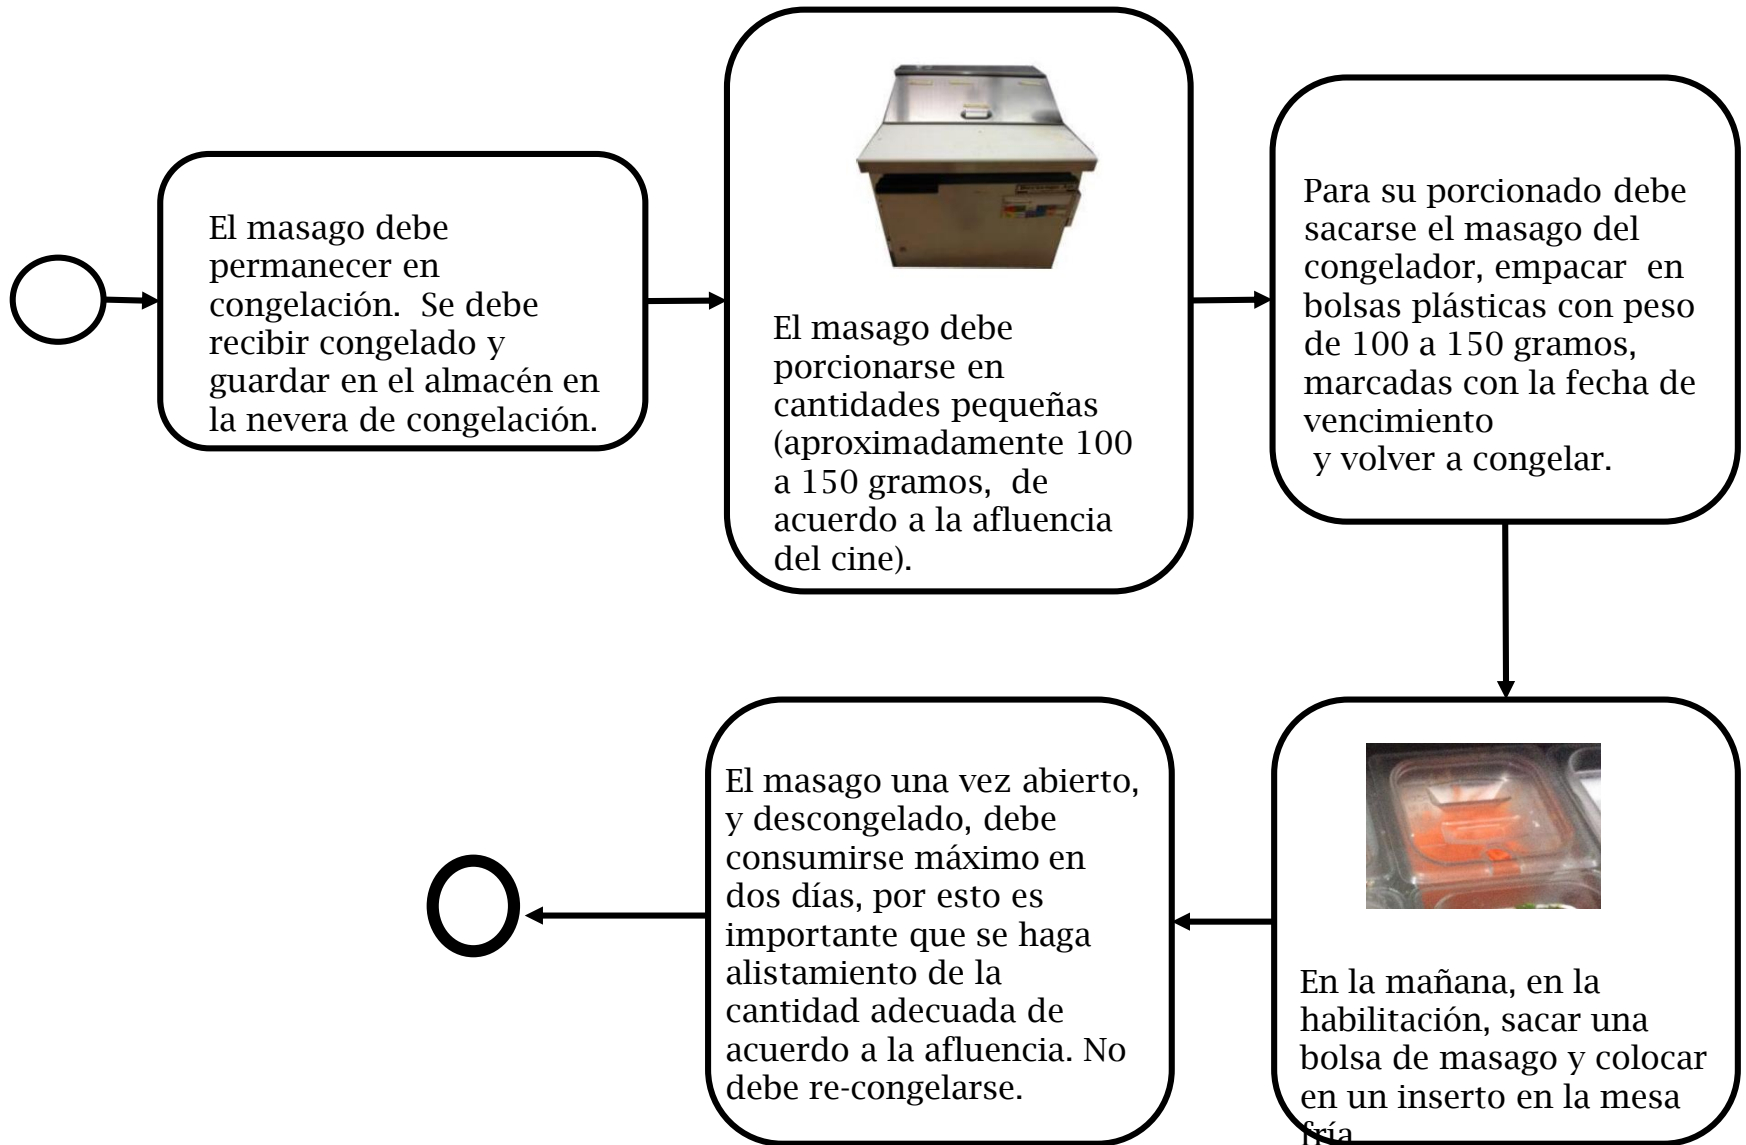 El masago debe
permanecer en
congelación.  Se debe
recibir congelado y
guardar en el almacén en
la nevera de congelación.
El masago debe
porcionarse en
cantidades pequeñas
(aproximadamente 100
a 150 gramos,  de
acuerdo a la afluencia
del cine).
Para su porcionado debe
sacarse el masago del
congelador, empacar  en
bolsas plásticas con peso
de 100 a 150 gramos,
marcadas con la fecha de
vencimiento
y volver a congelar.
En la mañana, en la
habilitación, sacar una
bolsa de masago y colocar
en un inserto en la mesa
fría
El masago una vez abierto,
y descongelado, debe
consumirse máximo en
dos días, por esto es
importante que se haga
alistamiento de la
cantidad adecuada de
acuerdo a la afluencia. No
debe re-congelarse.